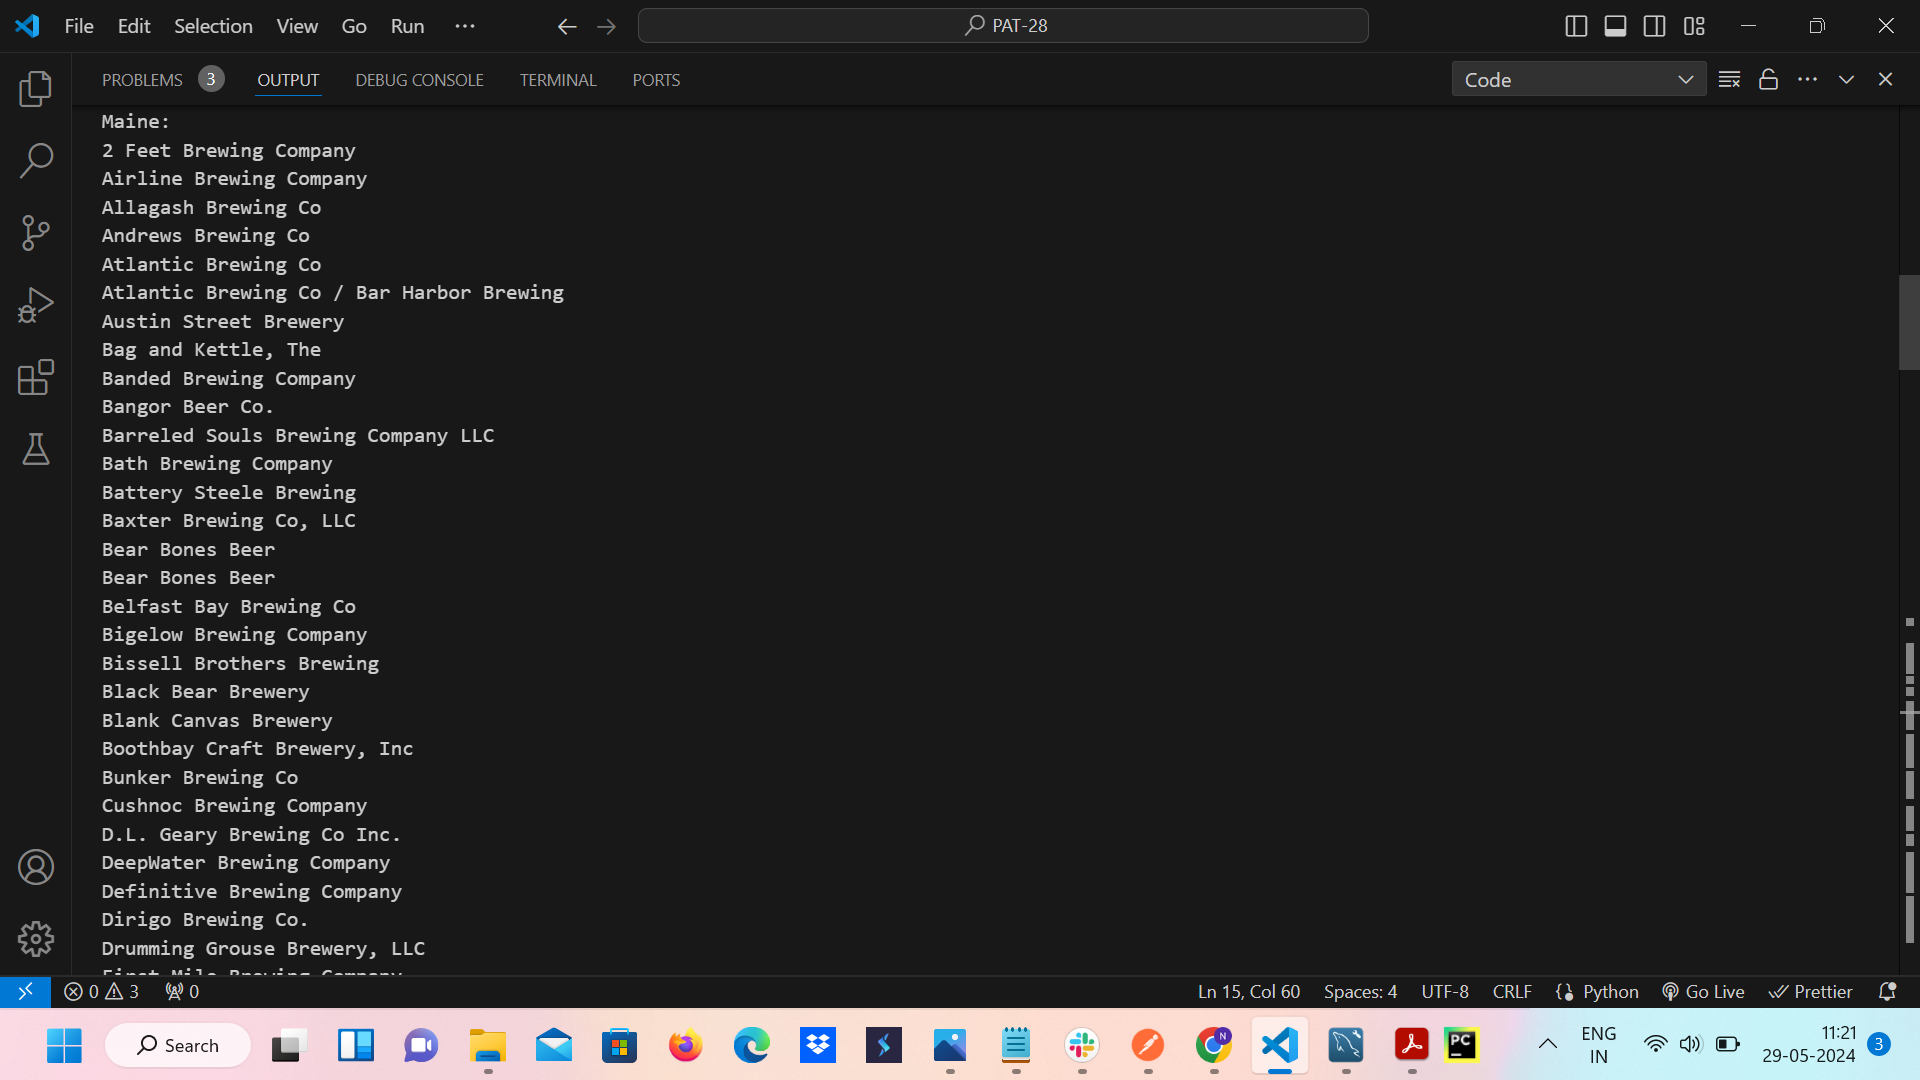 File Edit Selection View Go Run ...
PAT-28
PROBLEMS 3 OUTPUT DEBUG CONSOLE TERMINAL PORTS
Code
Maine:
2 Feet Brewing Company
Airline Brewing Company
Allagash Brewing Co
Andrews Brewing Co
Atlantic Brewing Co
Atlantic Brewing Co / Bar Harbor Brewing
Austin Street Brewery
Bag and Kettle, The
Banded Brewing Company
Bangor Beer Co.
Barreled Souls Brewing Company LLC
Bath Brewing Company
Battery Steele Brewing
Baxter Brewing Co, LLC
Bear Bones Beer
Bear Bones Beer
Belfast Bay Brewing Co
Bigelow Brewing Company
Bissell Brothers Brewing
Black Bear Brewery
Blank Canvas Brewery
Boothbay Craft Brewery, Inc
Bunker Brewing Co
Cushnoc Brewing Company
D.L. Geary Brewing Co Inc.
DeepWater Brewing Company
Definitive Brewing Company
Dirigo Brewing Co.
Drumming Grouse Brewery, LLC
First Mile Brewing Company
0 3 0 Ln 15, Col 60 Spaces: 4 UTF-8 CRLF Python Go Live Prettier
Search
N
PC
ENG
IN
11:21
29-05-2024
3